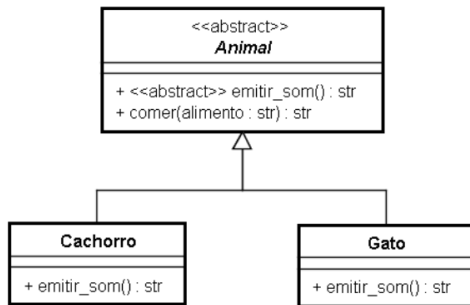 <<abstract>>
Animal
+ <<abstract>> emitir_som() : str
+ comer(alimento : str) : str
Cachorro
+ emitir_som() : str
Gato
+ emitir_som() : str